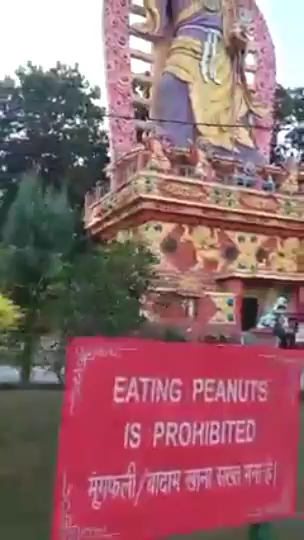 EATING PEANUTS
IS PROHIBITED
मूंगफली/बादाम खाना सख्त मना है।